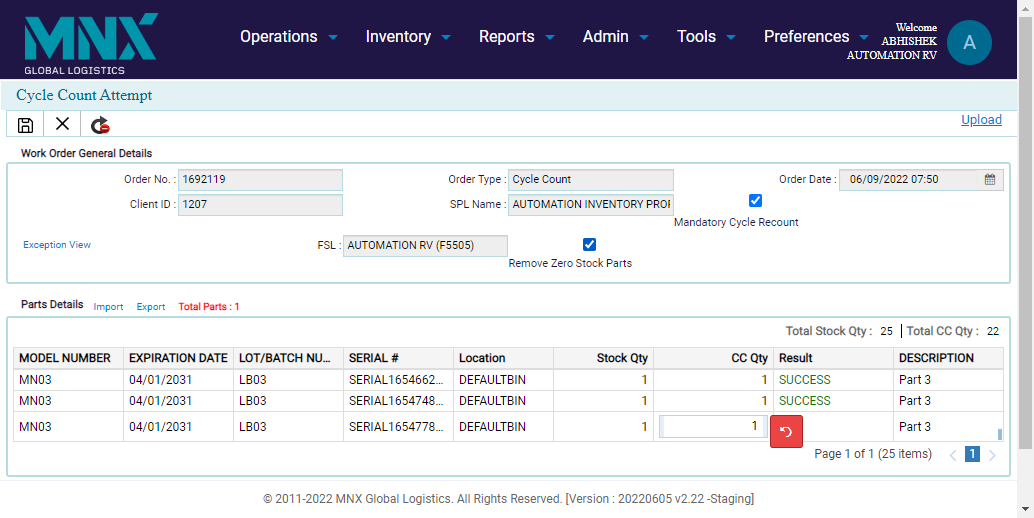 MNX
GLOBAL LOGISTICS
Operations Inventory Reports Admin Tools Preferences
Welcome
ABHISHEK
AUTOMATION RV
A
Cycle Count Attempt
Upload
Work Order General Details
Order No. : 1692119 Order Type : Cycle Count Order Date : 06/09/2022 07:50
Client ID : 1207 SPL Name :
Mandatory Cycle Recount
Exception View FSL : AUTOMATION RV (F5505)
Remove Zero Stock Parts
Parts Details Import Export Total Parts : 1
Total Stock Qty : 25 Total CC Qty : 22
MODEL NUMBER EXPIRATION DATE LOT/BATCH NU... SERIAL # Location Stock Qty CC Qty Result DESCRIPTION
MN03 04/01/2031 LB03 SERIAL1654662... DEFAULTBIN 1 1 SUCCESS Part 3
MN03 04/01/2031 LB03 SERIAL1654748... DEFAULTBIN 1 1 SUCCESS Part 3
MN03 04/01/2031 LB03 SERIAL1654778... DEFAULTBIN 1 1 Part 3
Page 1 of 1 (25 items) 1
© 2011-2022 MNX Global Logistics. All Rights Reserved. [Version : 20220605 v2.22 -Staging]